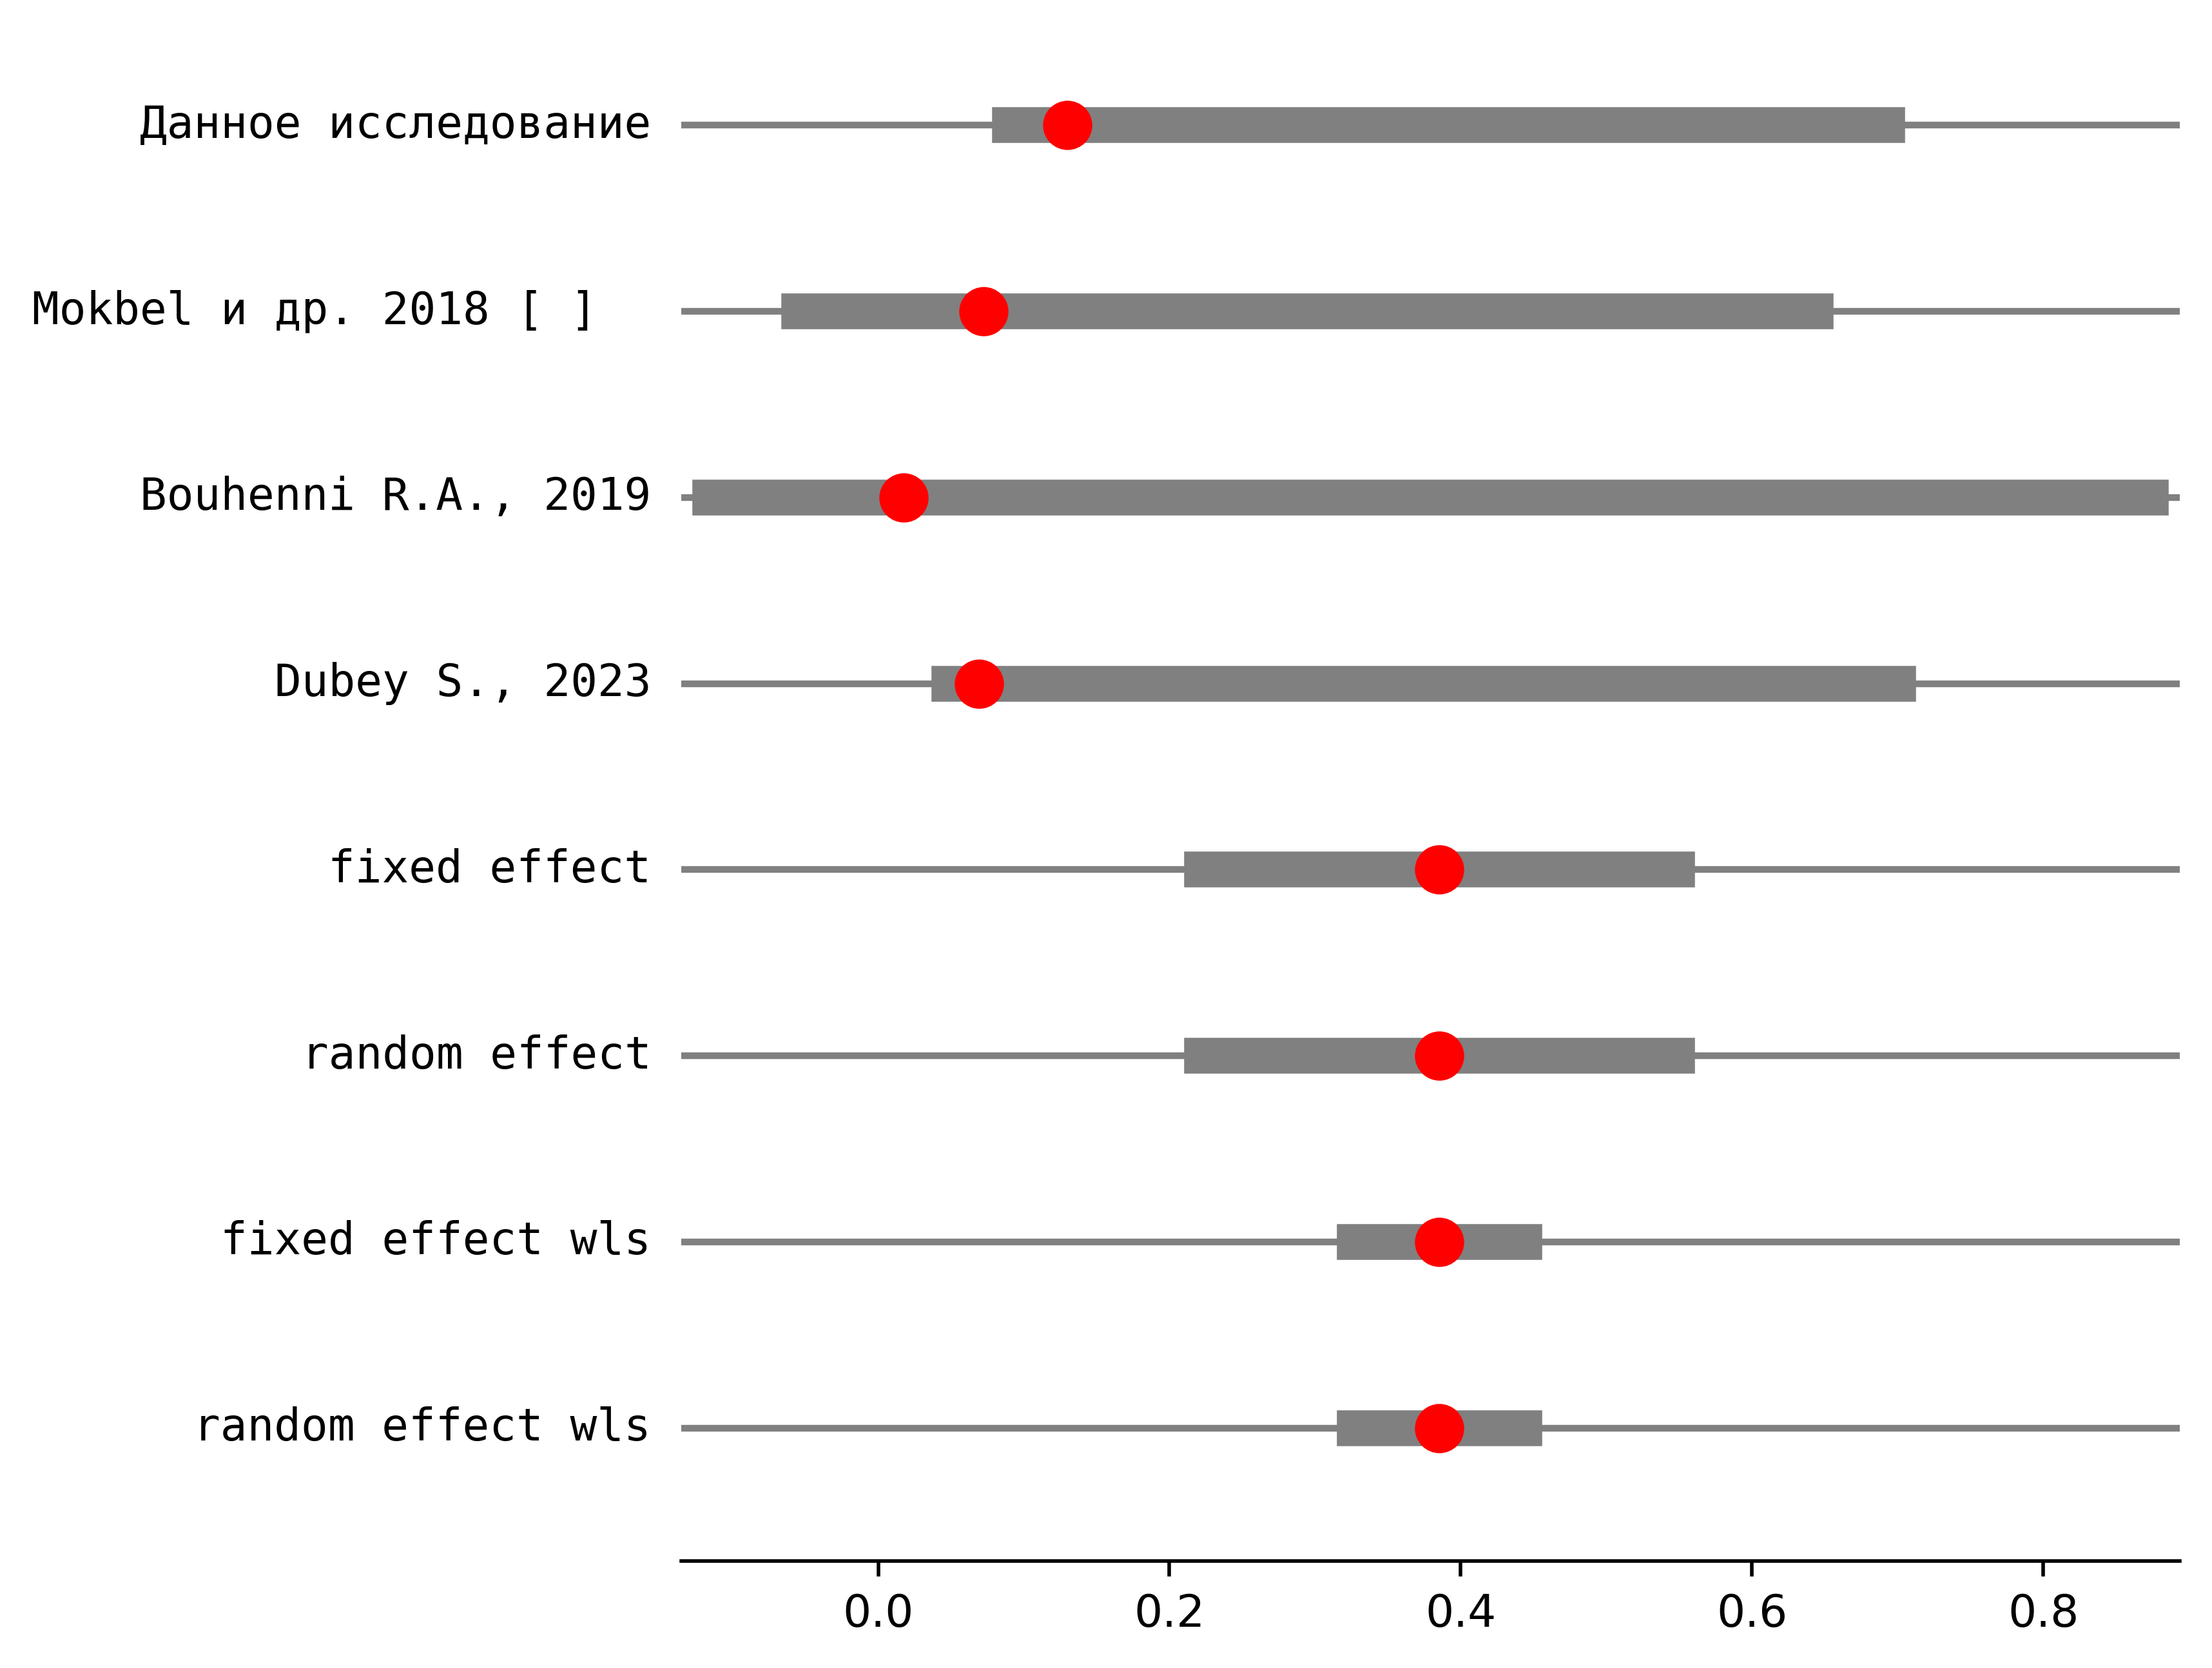 Данное исследование
Mokbel и др. 2018 [ ]
Bouhenni R.A., 2019
Dubey S., 2023
fixed effect
random effect
fixed effect wls
random effect wls
0.0 0.2 0.4 0.6 0.8